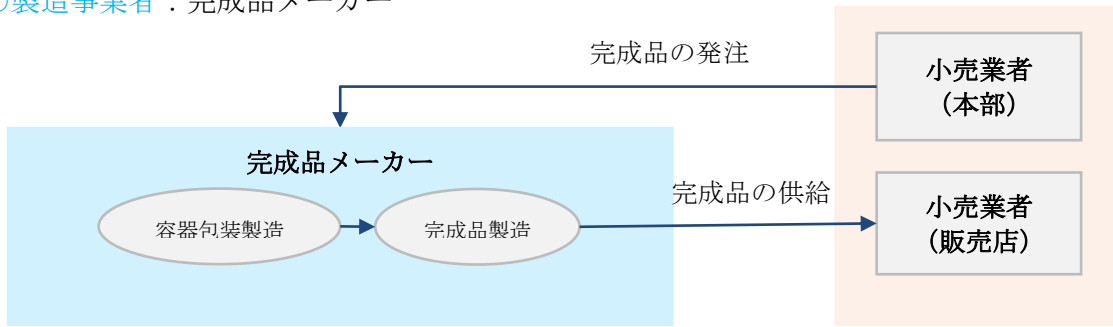 製造事業者：完成品メーカー
完成品の発注
小売業者
（本部）
完成品メーカー
完成品の供給
容器包装製造
完成品製造
小売業者
（販売店）